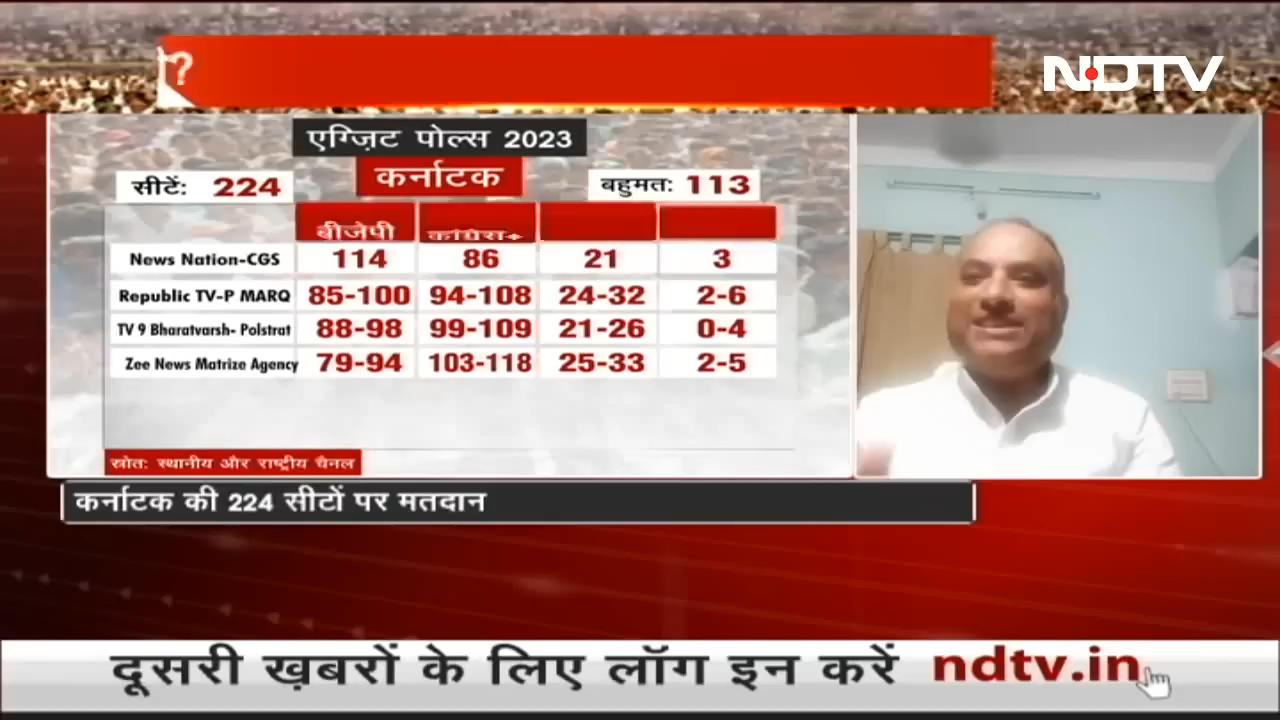 ?
NDTV
एग्ज़िट पोल्स 2023
कर्नाटक
सीटें: 224
बहुमत: 113
बीजेपी कांग्रेस+
News Nation-CGS 114 86 21 3
Republic TV-P MARQ 85-100 94-108 24-32 2-6
TV 9 Bharatvarsh- Polstrat 88-98 99-109 21-26 0-4
Zee News Matrize Agency 79-94 103-118 25-33 2-5
स्रोत: स्थानीय और राष्ट्रीय चैनल
कर्नाटक की 224 सीटों पर मतदान
दूसरी ख़बरों के लिए लॉग इन करें ndtv.in